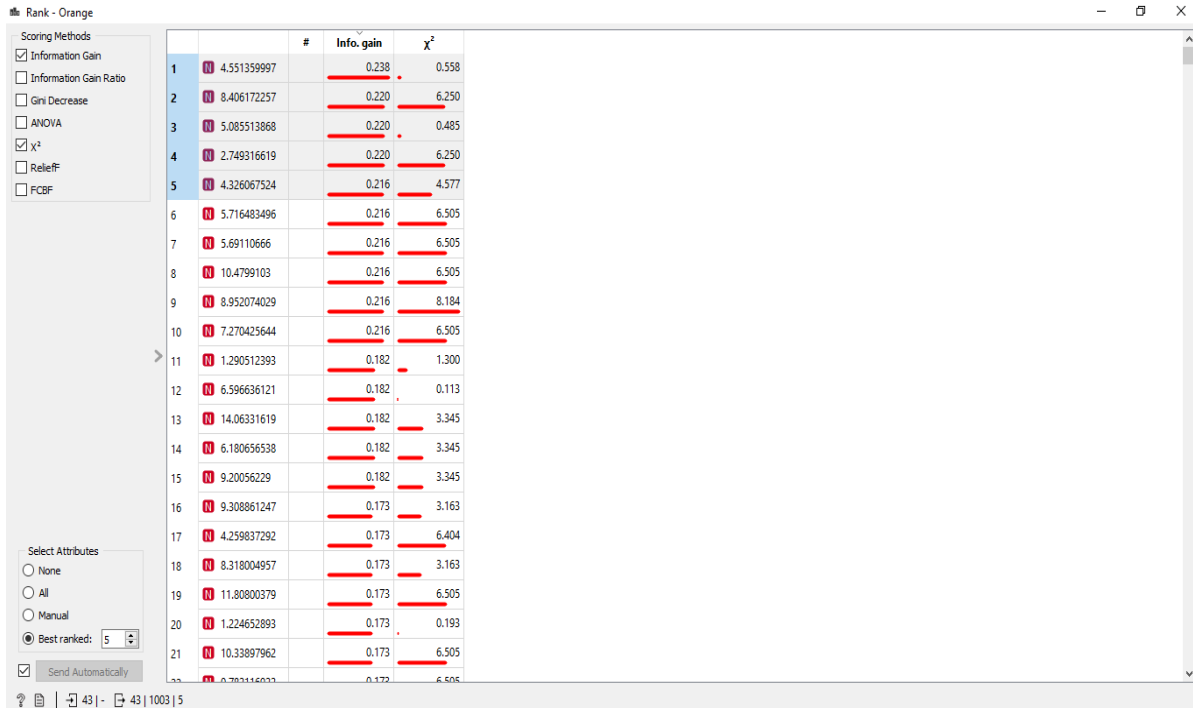 Rank - Orange
Scoring Methods
Information Gain
Information Gain Ratio
Gini Decrease
ANOVA
χ²
ReliefF
FCBF
# Info. gain χ²
1 N 4.551359997 0.238 0.558
2 N 8.406172257 0.220 6.250
3 N 5.085513868 0.220 0.485
4 N 2.749316619 0.220 6.250
5 N 4.326067524 0.216 4.577
6 N 5.716483496 0.216 6.505
7 N 5.69110666 0.216 6.505
8 N 10.4799103 0.216 6.505
9 N 8.952074029 0.216 8.184
10 N 7.270425644 0.216 6.505
11 N 1.290512393 0.182 1.300
12 N 6.596636121 0.182 0.113
13 N 14.06331619 0.182 3.345
14 N 6.180656538 0.182 3.345
15 N 9.20056229 0.182 3.345
16 N 9.308861247 0.173 3.163
17 N 4.259837292 0.173 6.404
18 N 8.318004957 0.173 3.163
19 N 11.80800379 0.173 6.505
20 N 1.224652893 0.173 0.193
21 N 10.33897962 0.173 6.505
Select Attributes
None
All
Manual
Best ranked: 5
Send Automatically
? 43 | - 43 | 1003 | 5